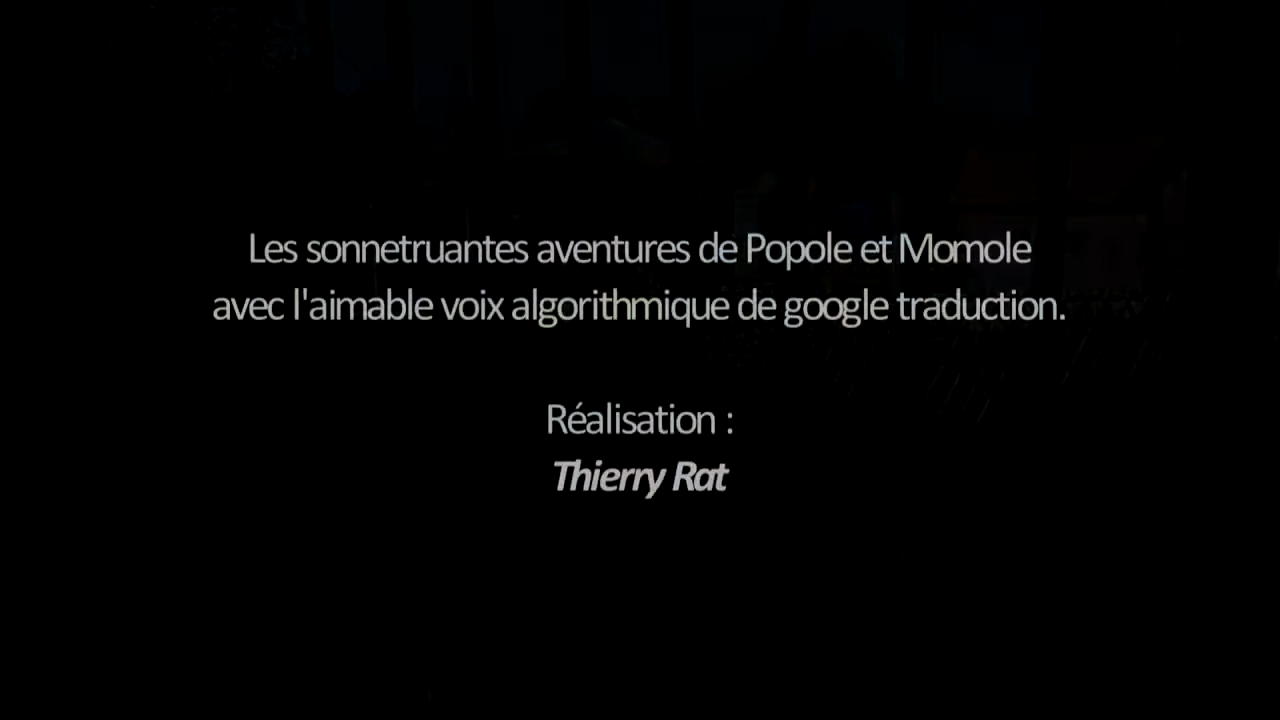 Les sonnetruantes aventures de Popole et Momole
avec l'aimable voix algorithmique de google traduction.
Réalisation :
Thierry Rat